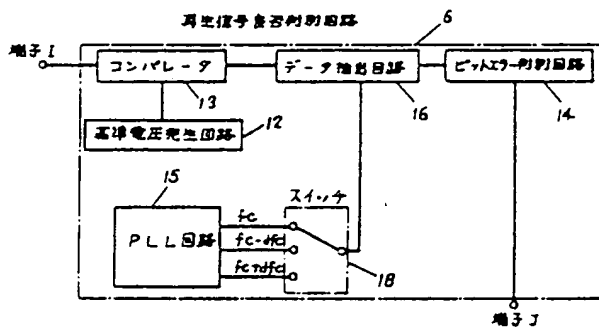 再生信号良否判別回路
6
端子 I
コンパレータ
データ抽出回路
ビットエラー判別回路
13
16
14
基準電圧発生回路
12
15
スイッチ
PLL回路
fc
fc-dfc
fc+dfc
18
端子 J